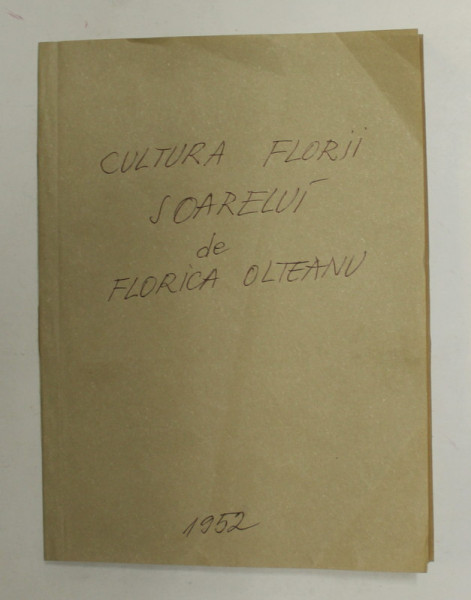 CULTURA FLORII
SOARELUI
de
FLORICA OLTEANU
1952